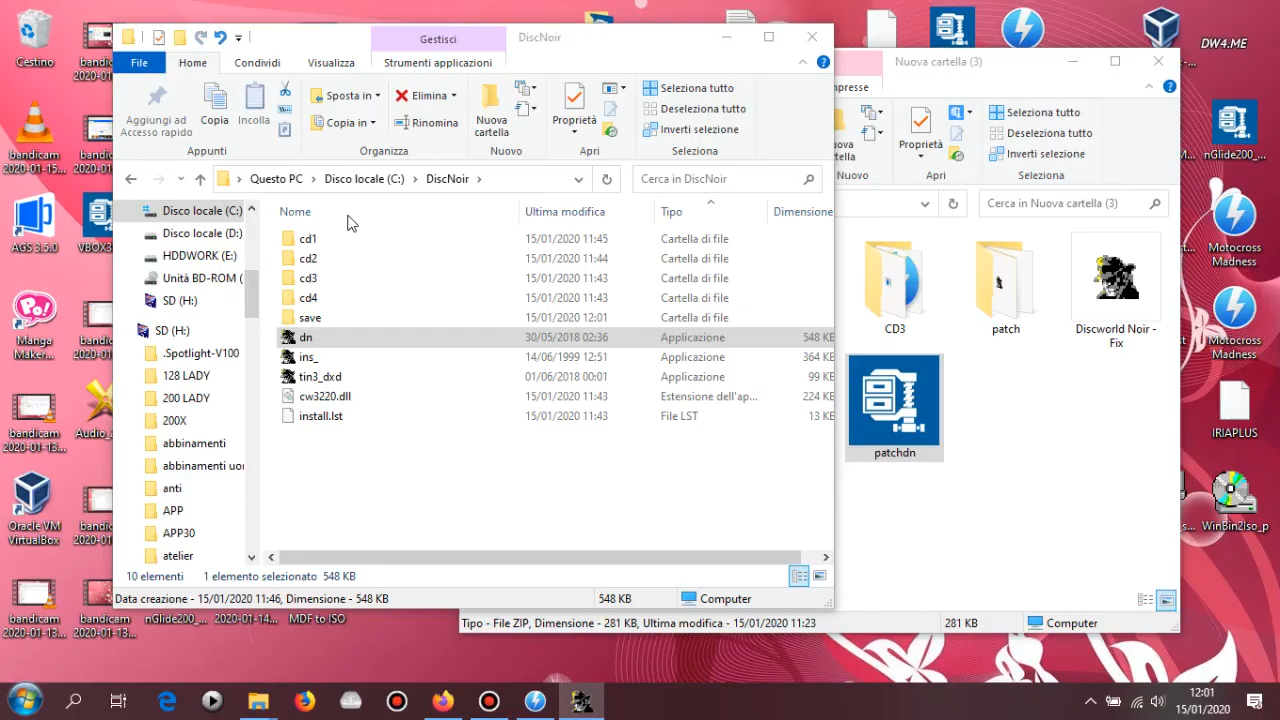 Cestino
bandicam
2020-01-15...
AGS 3.5.0
Manga
Maker...
bandicam
2020-01-13...
Oracle VM
VirtualBox
bandicam
2020-01-13...
VBOX3
Audio_
nGlide200_...
bandicam
2020-01-14...
MDF to ISO
DiscNoir
Gestisci
File
Home
Condividi
Visualizza
Strumenti applicazioni
Aggiungi ad
Accesso rapido
Copia
Incolla
Appunti
Sposta in
Copia in
Elimina
Rinomina
Organizza
Nuova
cartella
Nuovo
Proprietà
Apri
Seleziona tutto
Deseleziona tutto
Inverti selezione
Selezione
Questo PC > Disco locale (C:) > DiscNoir >
Cerca in DiscNoir
Disco locale (C:)
Disco locale (D:)
HDDWORK (E:)
Unità BD-ROM (
SD (H:)
SD (H:)
.Spotlight-V100
128 LADY
200 LADY
200X
abbinamenti
abbinamenti uor
anti
APP
APP30
atelier
Nome Ultima modifica Tipo Dimensione
cd1 15/01/2020 11:45 Cartella di file
cd2 15/01/2020 11:44 Cartella di file
cd3 15/01/2020 11:43 Cartella di file
cd4 15/01/2020 11:43 Cartella di file
save 15/01/2020 12:01 Cartella di file
dn 30/05/2018 02:36 Applicazione 548 KB
ins_ 14/06/1999 12:51 Applicazione 364 KB
tin3_dxd 01/06/2018 00:01 Applicazione 99 KB
cw3220.dll 15/01/2020 11:43 Estensione dell'ap... 224 KB
install.lst 15/01/2020 11:43 File LST 13 KB
10 elementi 1 elemento selezionato 548 KB
Data creazione - 15/01/2020 11:46, Dimensione - 548 KB 548 KB Computer
Nuova cartella (3)
presse
uova
rtella
Nuovo
Proprietà
Apri
Seleziona tutto
Deseleziona tutto
Inverti selezione
Seleziona
Cerca in Nuova cartella (3)
CD3
patch
Discworld Noir -
Fix
patchdn
Tipo - File ZIP, Dimensione - 281 KB, Ultima modifica - 15/01/2020 11:23 281 KB Computer
DW4.ME
nGlide200_...
Motocross
Madness
Motocross
Madness
IRIAPLUS
WinBin2Iso_p
12:01
15/01/2020